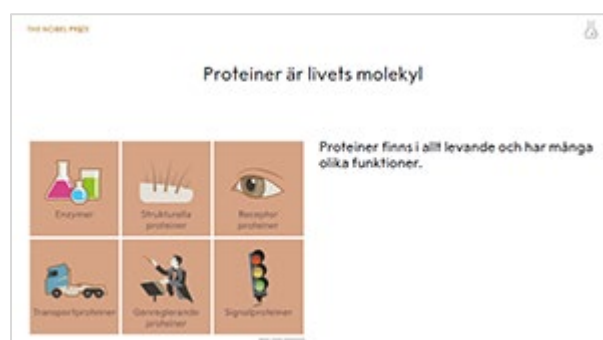 THE NOBEL PRIZE
Proteiner är livets molekyl
Proteiner finns i allt levande och har många
olika funktioner.
Enzymer
Strukturella
proteiner
Receptor
proteiner
Transportproteiner
Genreglerande
proteiner
Signalproteiner